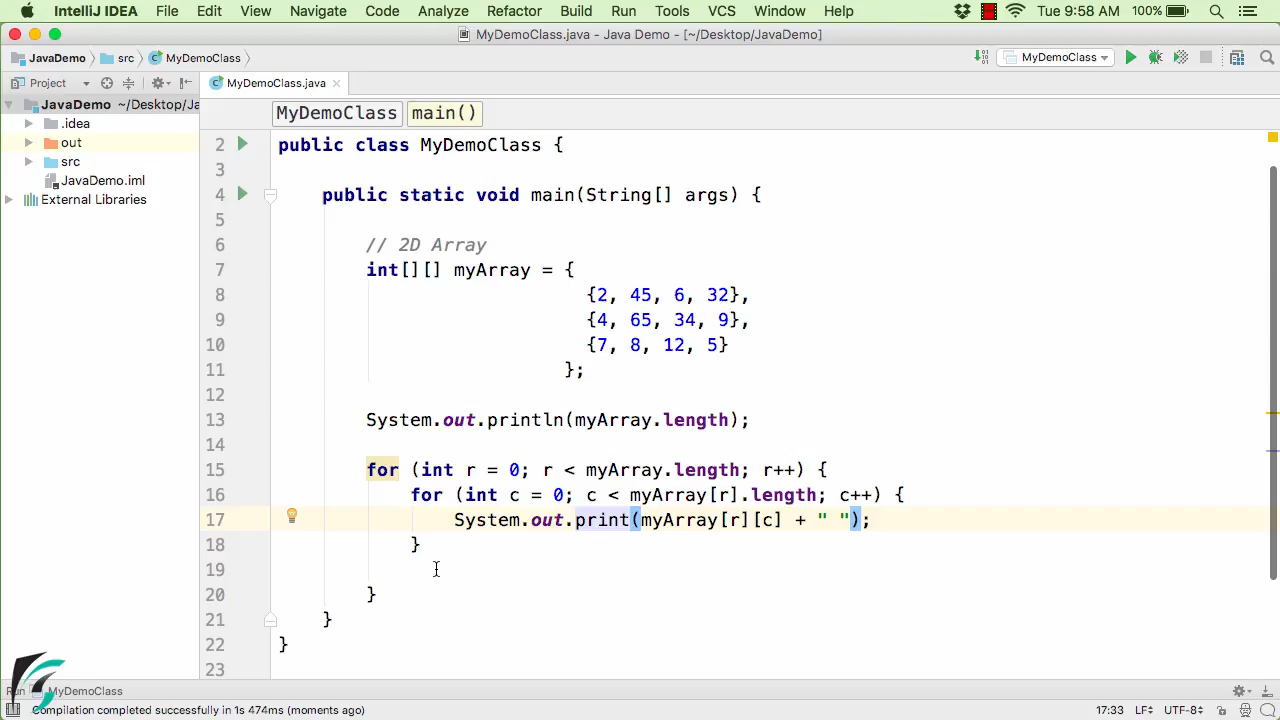 IntelliJ IDEA File Edit View Navigate Code Analyze Refactor Build Run Tools VCS Window Help Tue 9:58 AM 100%
MyDemoClass.java - Java Demo - [~/Desktop/JavaDemo]
JavaDemo src MyDemoClass MyDemoClass
Project MyDemoClass.java
JavaDemo ~/Desktop/Ja
.idea
out
src
JavaDemo.iml
External Libraries
MyDemoClass main()
2 public class MyDemoClass {
3
4 public static void main(String[] args) {
5
6 // 2D Array
7 int[][] myArray = {
8 {2, 45, 6, 32},
9 {4, 65, 34, 9},
10 {7, 8, 12, 5}
11 };
12
13 System.out.println(myArray.length);
14
15 for (int r = 0; r < myArray.length; r++) {
16 for (int c = 0; c < myArray[r].length; c++) {
17 System.out.print(myArray[r][c] + " ");
18 }
19
20 }
21 }
22 }
23
Run MyDemoClass
Compilation completed successfully in 1s 474ms (moments ago) 17:33 LF÷ UTF-8÷